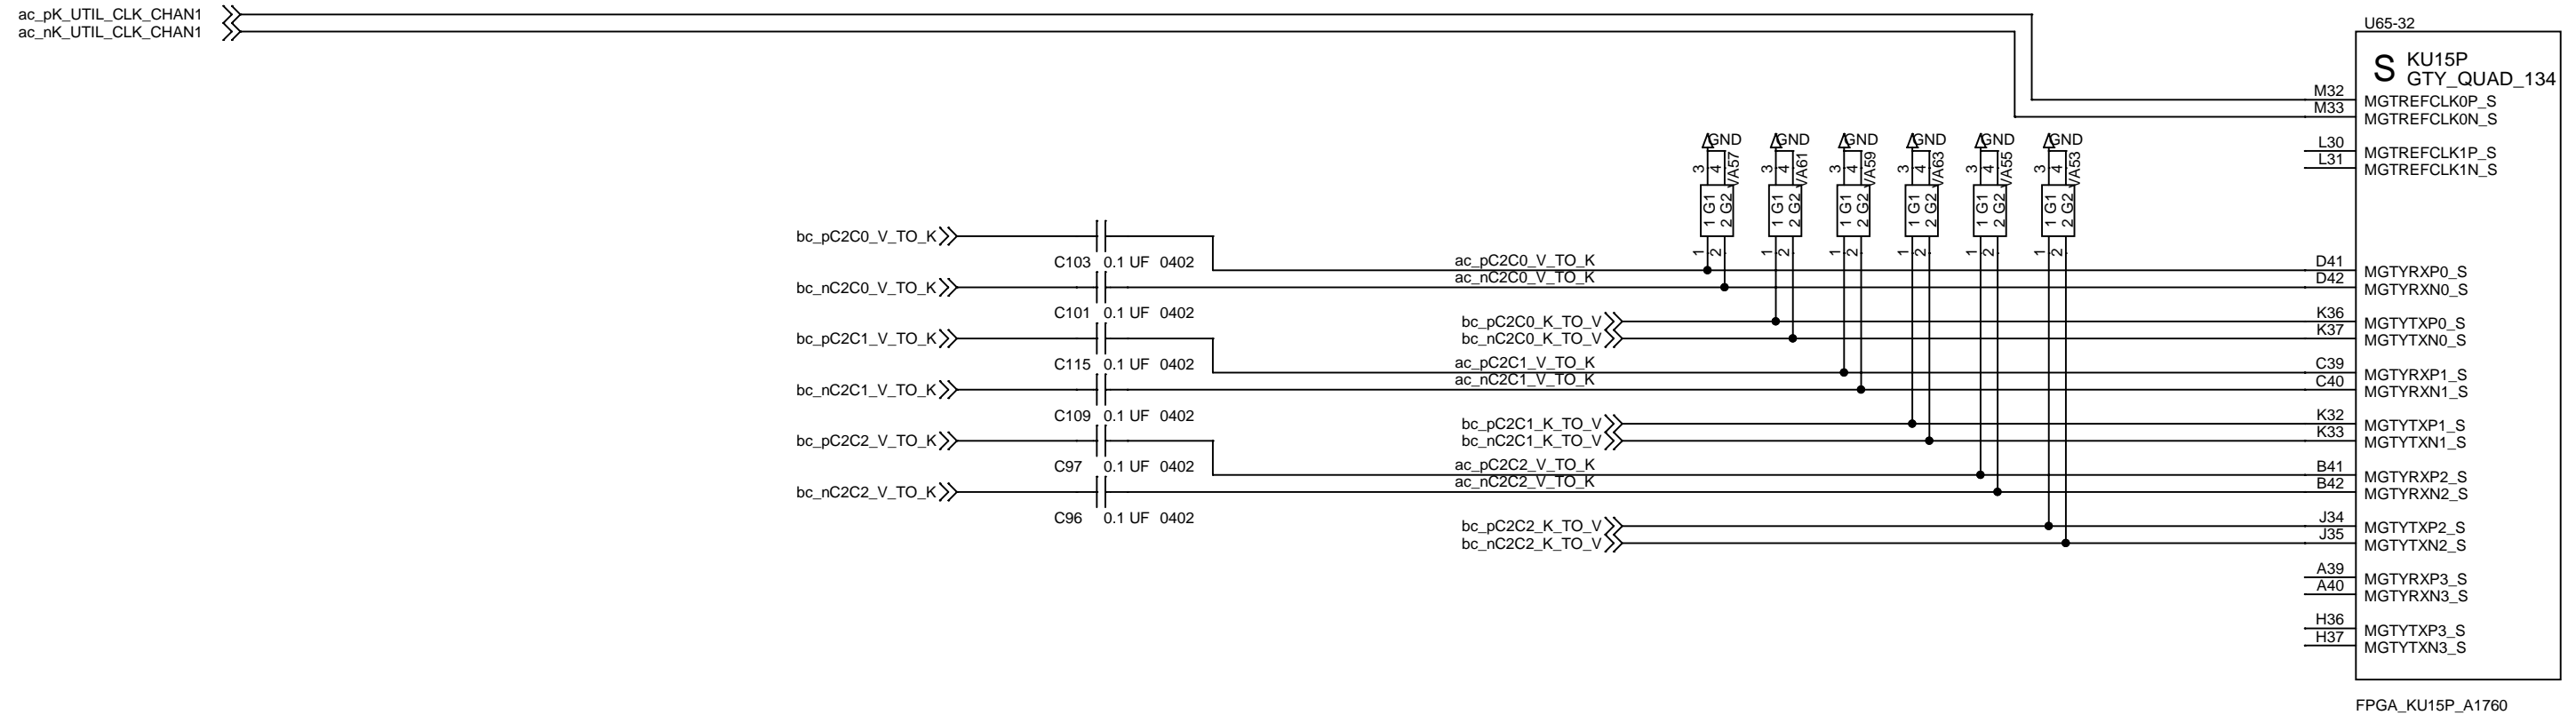 ac_pK_UTIL_CLK_CHAN1
ac_nK_UTIL_CLK_CHAN1
U65-32
S
KU15P
GTY_QUAD_134
M32 MGTREFCLK0P_S
M33 MGTREFCLK0N_S
L30 MGTREFCLK1P_S
L31 MGTREFCLK1N_S
GND GND GND GND GND GND
3 4 VA57
3 4 VA61
3 4 VA59
3 4 VA63
3 4 VA55
3 4 VA53
1 G1 2 G2
1 G1 2 G2
1 G1 2 G2
1 G1 2 G2
1 G1 2 G2
1 G1 2 G2
1 2 1 2 1 2 1 2 1 2 1 2
bc_pC2C0_V_TO_K
C103 0.1 UF 0402
ac_pC2C0_V_TO_K
D41 MGTYRXP0_S
bc_nC2C0_V_TO_K
ac_nC2C0_V_TO_K
D42 MGTYRXN0_S
C101 0.1 UF 0402
bc_pC2C0_K_TO_V
K36 MGTYTXP0_S
bc_nC2C0_K_TO_V
K37 MGTYTXN0_S
bc_pC2C1_V_TO_K
C115 0.1 UF 0402
ac_pC2C1_V_TO_K
C39 MGTYRXP1_S
bc_nC2C1_V_TO_K
ac_nC2C1_V_TO_K
C40 MGTYRXN1_S
C109 0.1 UF 0402
bc_pC2C1_K_TO_V
K32 MGTYTXP1_S
bc_nC2C1_K_TO_V
K33 MGTYTXN1_S
bc_pC2C2_V_TO_K
C97 0.1 UF 0402
ac_pC2C2_V_TO_K
B41 MGTYRXP2_S
bc_nC2C2_V_TO_K
ac_nC2C2_V_TO_K
B42 MGTYRXN2_S
C96 0.1 UF 0402
bc_pC2C2_K_TO_V
J34 MGTYTXP2_S
bc_nC2C2_K_TO_V
J35 MGTYTXN2_S
A39 MGTYRXP3_S
A40 MGTYRXN3_S
H36 MGTYTXP3_S
H37 MGTYTXN3_S
FPGA_KU15P_A1760